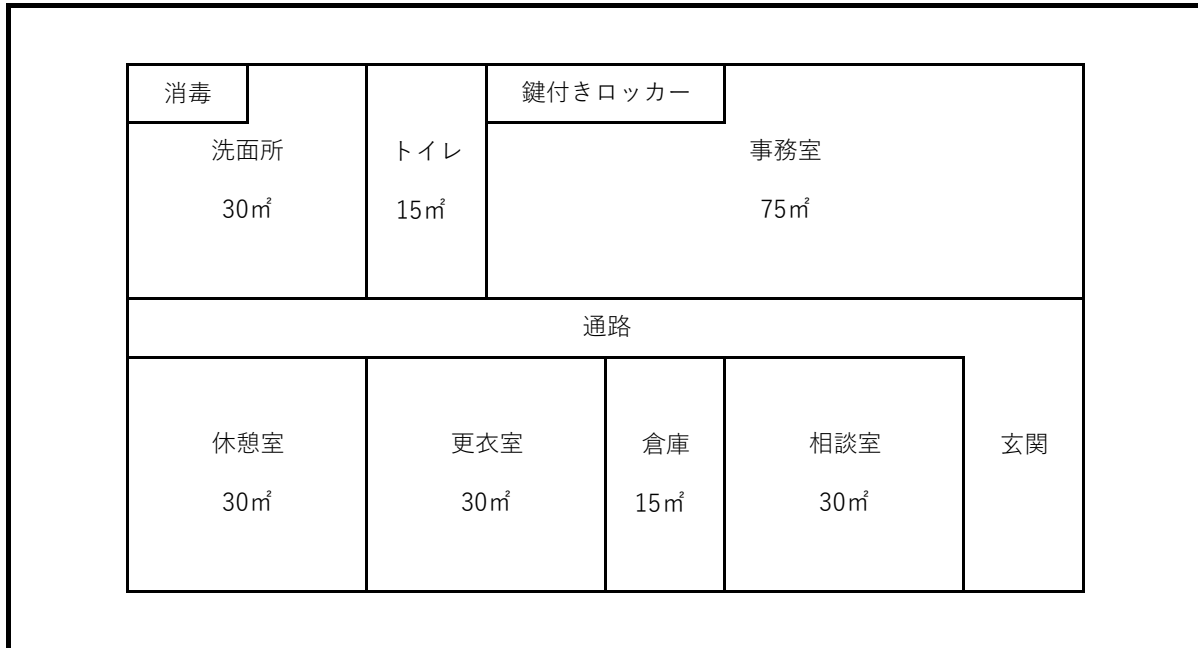 消毒
鍵付きロッカー
洗面所
トイレ
事務室
30㎡
15㎡
75㎡
通路
休憩室
更衣室
倉庫
相談室
玄関
30㎡
30㎡
15㎡
30㎡